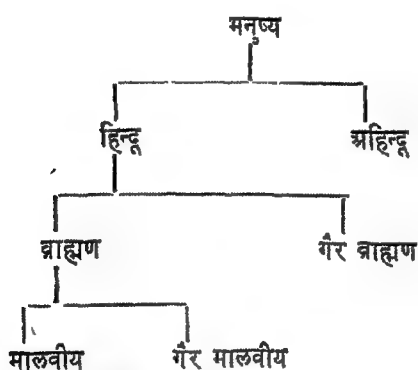 मनुष्य
हिन्दू अहिन्दू
ब्राह्मण गैर ब्राह्मण
मालवीय गैर मालवीय